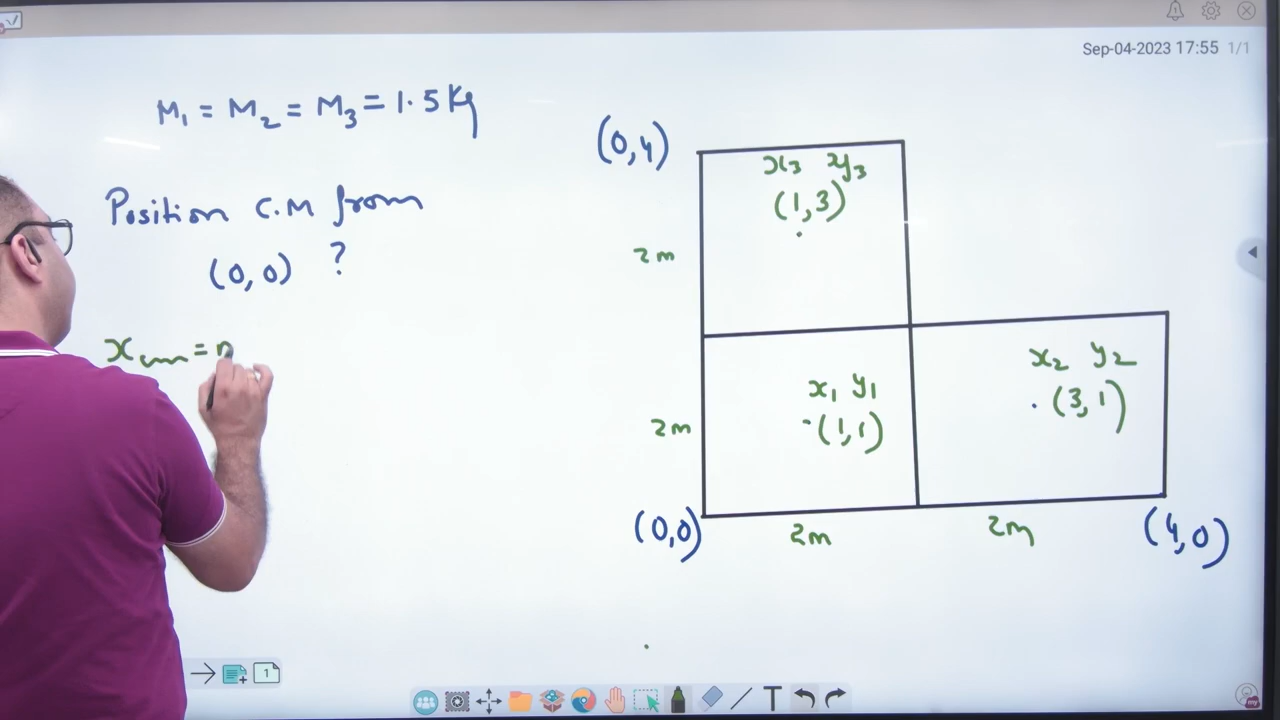 Sep-04-2023 17:55 1/1
M₁ = M₂ = M₃ = 1.5 Kg
Position C.M from
(0,0) ?
x_cm =
(0,4)
x₃ y₃
(1,3)
2m
x₂ y₂
(3,1)
x₁ y₁
(1,1)
2m
(0,0)
2m
2m
(4,0)
1
T